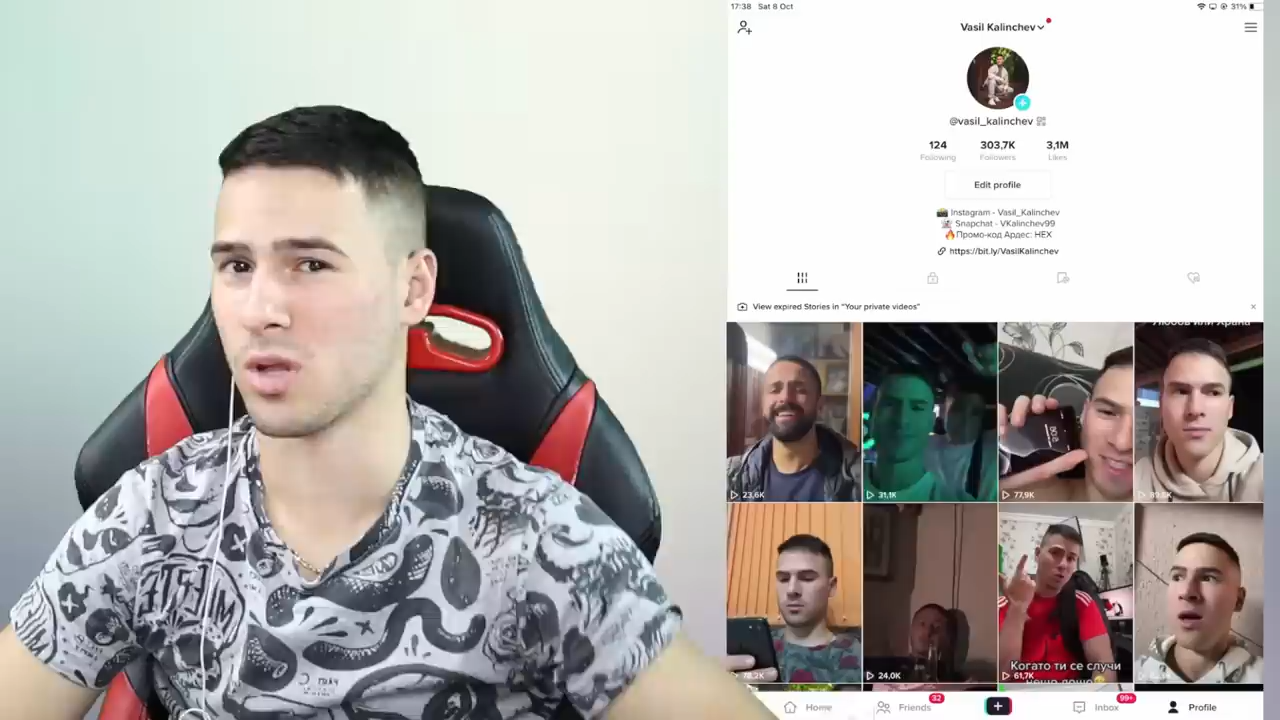 17:38 Sat 8 Oct
31%
Vasil Kalinchev
@vasil_kalinchev
124 303,7K 3,1M
Following Followers Likes
Edit profile
📸 Instagram - Vasil_Kalinchev
👻 Snapchat - VKalinchev99
🔥Промо-код Ардес: HEX
https://bit.ly/VasilKalinchev
View expired Stories in "Your private videos"
Любов или Храна
23,6K 31,1K 77,9K
Когато ти се случи
24,0K 61,7K
Home Friends 32 Inbox 99+ Profile